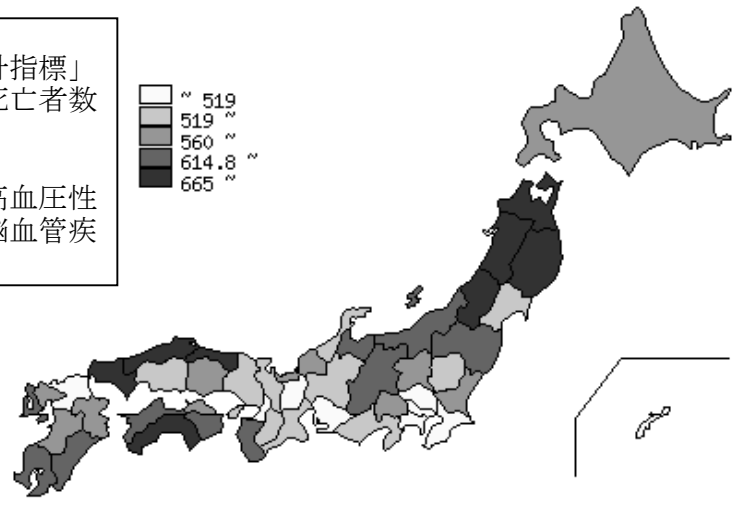 計指標」
死亡者数
高血圧性
脳血管疾
~ 519
519 ~
560 ~
614.8 ~
665 ~